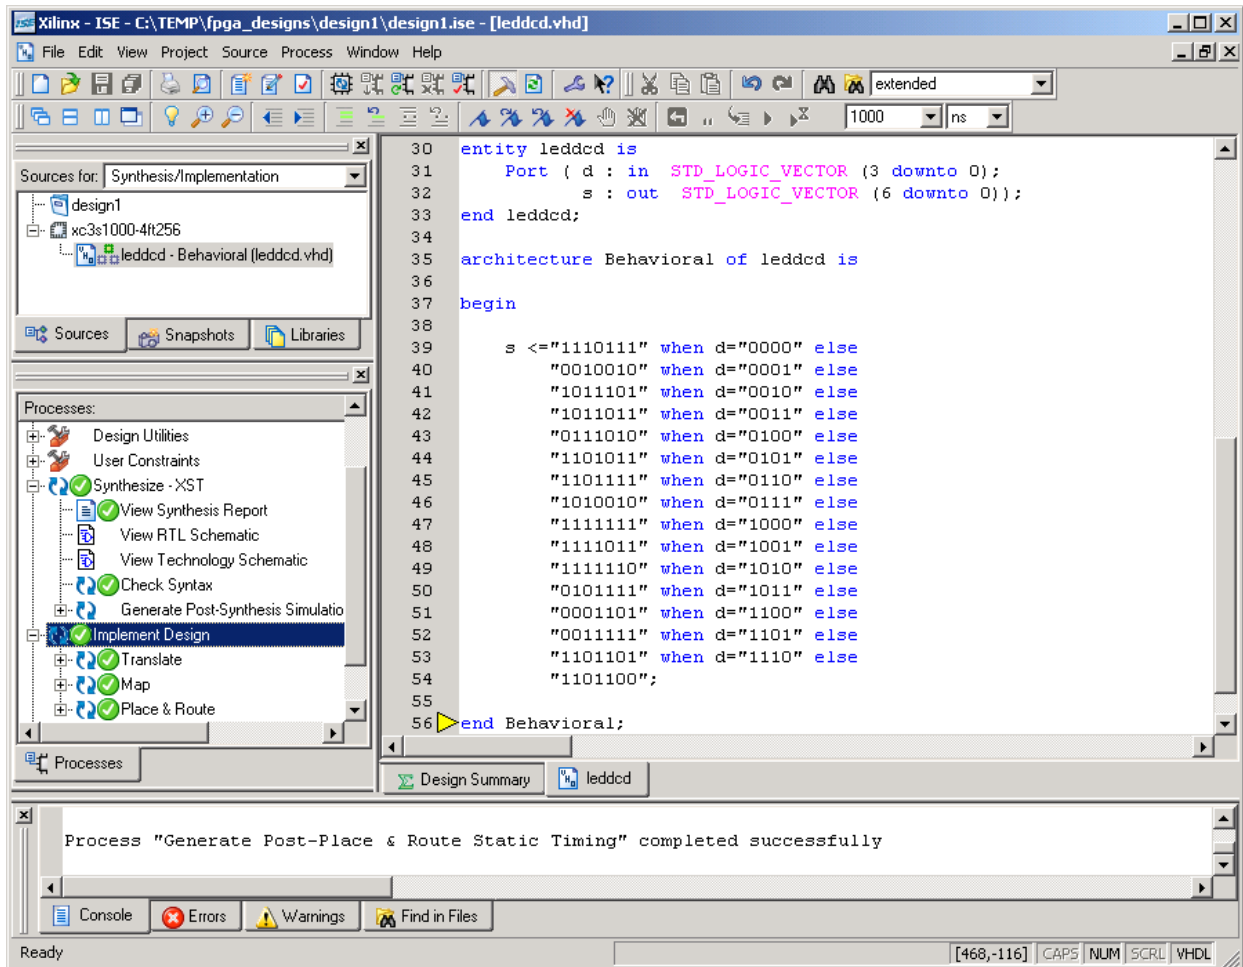 Xilinx - ISE - C:\TEMP\fpga_designs\design1\design1.ise - [leddcd.vhd]
File Edit View Project Source Process Window Help
extended
1000 ns
Sources for: Synthesis/Implementation
design1
xc3s1000-4ft256
leddcd - Behavioral (leddcd.vhd)
Sources Snapshots Libraries
Processes:
Design Utilities
User Constraints
Synthesize - XST
View Synthesis Report
View RTL Schematic
View Technology Schematic
Check Syntax
Generate Post-Synthesis Simulatio
Implement Design
Translate
Map
Place & Route
Processes
30 entity leddcd is
31 Port ( d : in STD_LOGIC_VECTOR (3 downto 0);
32 s : out STD_LOGIC_VECTOR (6 downto 0));
33 end leddcd;
34
35 architecture Behavioral of leddcd is
36
37 begin
38
39 s <="1110111" when d="0000" else
40 "0010010" when d="0001" else
41 "1011101" when d="0010" else
42 "1011011" when d="0011" else
43 "0111010" when d="0100" else
44 "1101011" when d="0101" else
45 "1101111" when d="0110" else
46 "1010010" when d="0111" else
47 "1111111" when d="1000" else
48 "1111011" when d="1001" else
49 "1111110" when d="1010" else
50 "0101111" when d="1011" else
51 "0001101" when d="1100" else
52 "0011111" when d="1101" else
53 "1101101" when d="1110" else
54 "1101100";
55
56 end Behavioral;
Design Summary leddcd
Process "Generate Post-Place & Route Static Timing" completed successfully
Console Errors Warnings Find in Files
Ready [468,-116] CAPS NUM SCRL VHDL